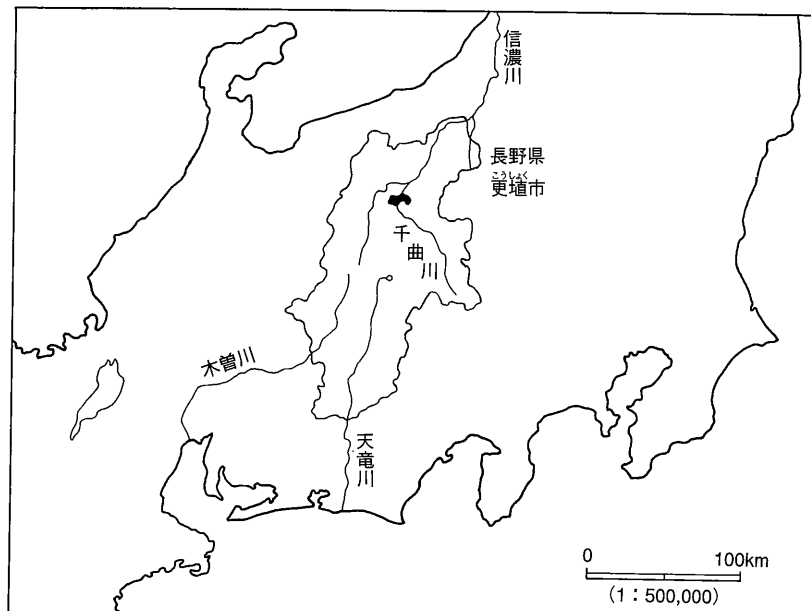 信濃川
長野県
こうしょく
更埴市
千曲川
木曽川
天竜川
0 100km
(1：500,000)